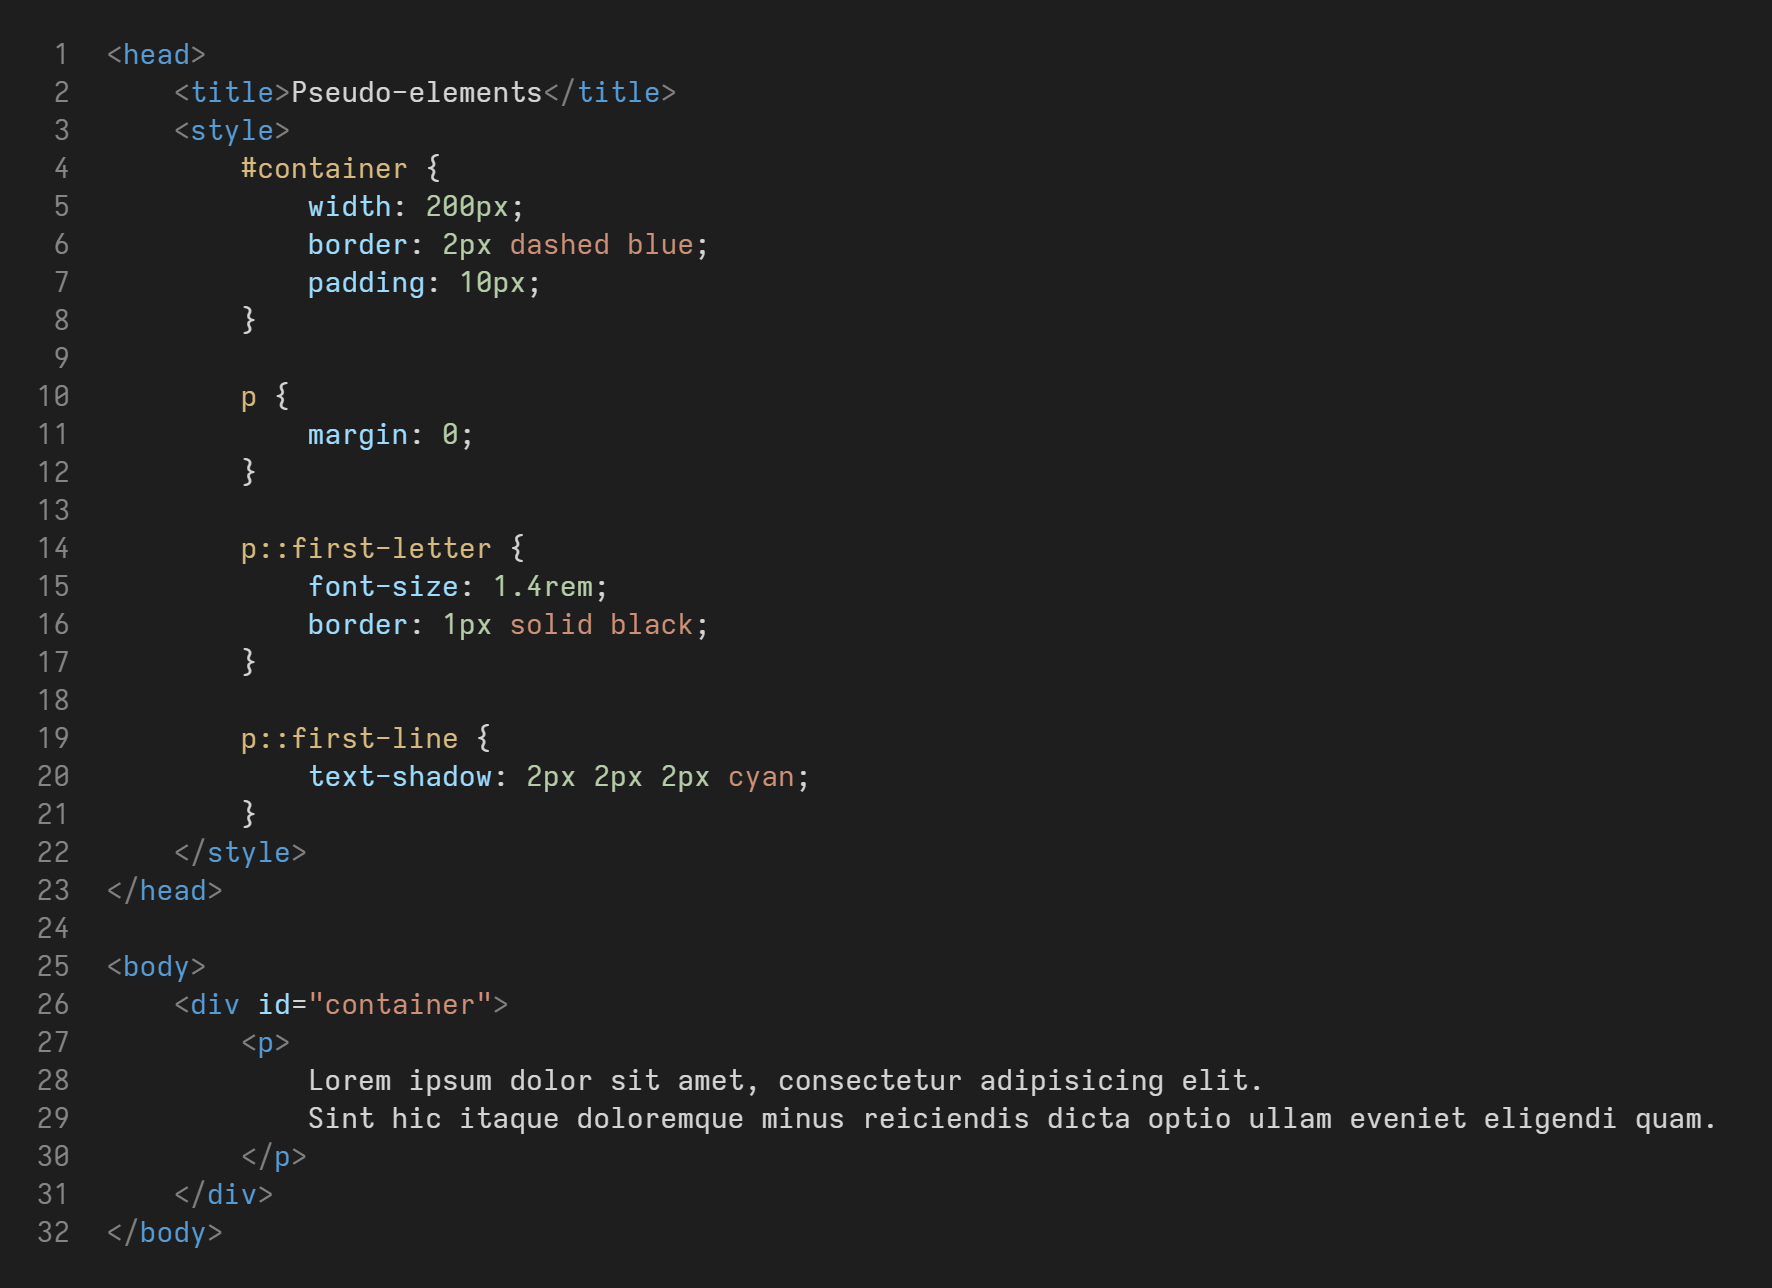 1 <head>
2     <title>Pseudo-elements</title>
3     <style>
4         #container {
5             width: 200px;
6             border: 2px dashed blue;
7             padding: 10px;
8         }
9
10         p {
11             margin: 0;
12         }
13
14         p::first-letter {
15             font-size: 1.4rem;
16             border: 1px solid black;
17         }
18
19         p::first-line {
20             text-shadow: 2px 2px 2px cyan;
21         }
22     </style>
23 </head>
24
25 <body>
26     <div id="container">
27         <p>
28             Lorem ipsum dolor sit amet, consectetur adipisicing elit.
29             Sint hic itaque doloremque minus reiciendis dicta optio ullam eveniet eligendi quam.
30         </p>
31     </div>
32 </body>